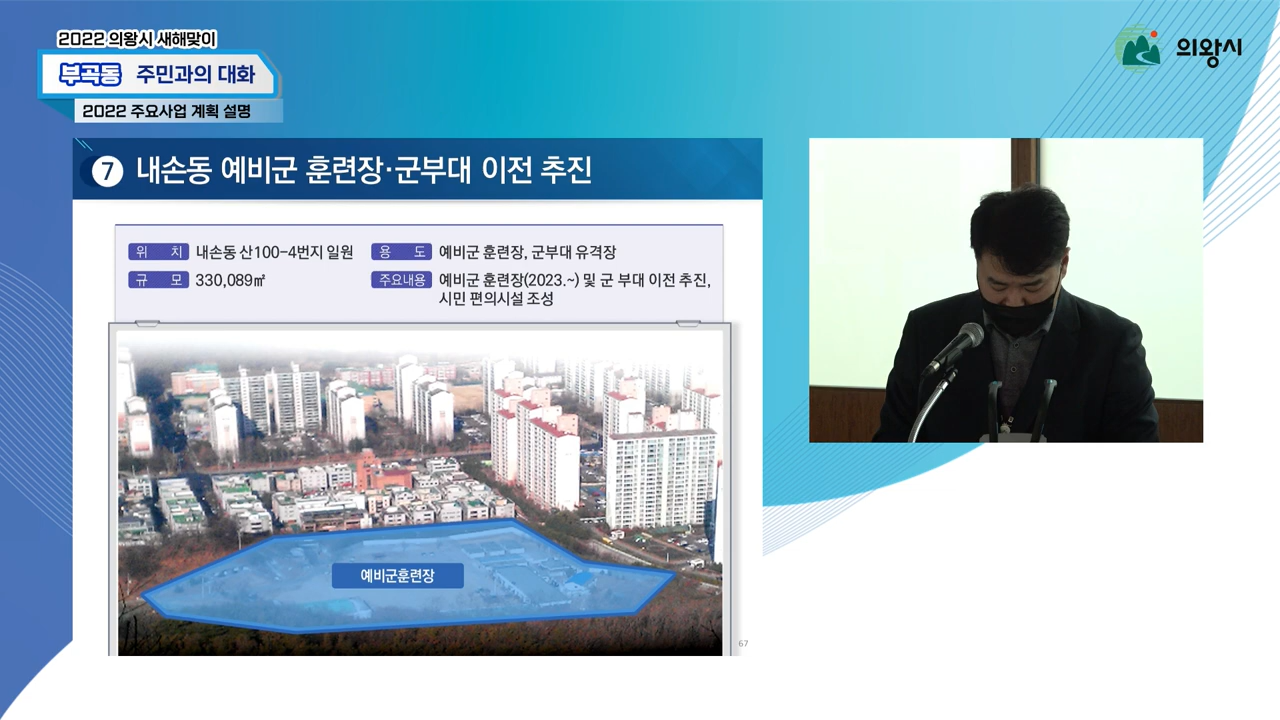 2022 의왕시 새해맞이
부곡동 주민과의 대화
2022 주요사업 계획 설명
의왕시
7 내손동 예비군 훈련장·군부대 이전 추진
위 치 내손동 산100-4번지 일원
용 도 예비군 훈련장, 군부대 유격장
규 모 330,089㎡
주요내용 예비군 훈련장(2023.~) 및 군 부대 이전 추진,
시민 편의시설 조성
예비군훈련장
67